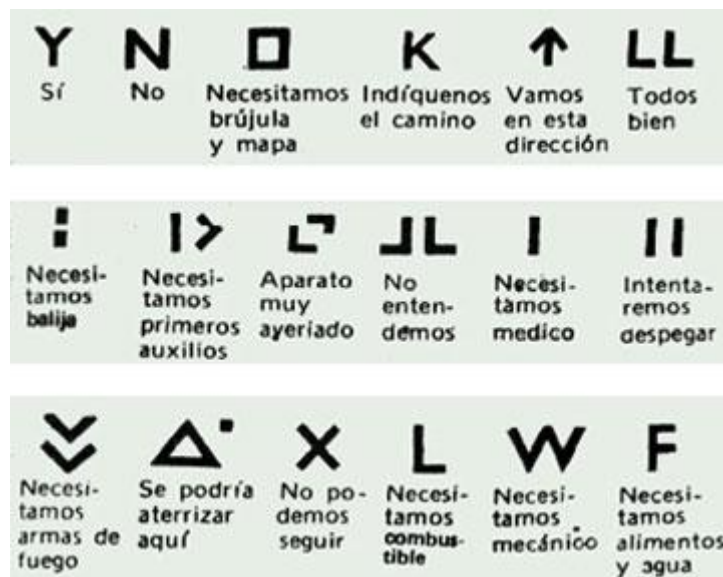 Y N K LL
Sí No Necesitamos Indíquenos Vamos Todos
brújula el camino en esta bien
y mapa dirección
Necesi- Necesi- Aparato No Necesi- Intenta-
tamos tamos muy enten- tamos remos
balija primeros ayeriado demos medico despegar
auxilios
X L W F
Necesi- Se podría No po- Necesi- Necesi- Necesi-
tamos aterrizar demos tamos tamos tamos
armas de aquí seguir combus- mecánico alimentos
fuego tible y agua